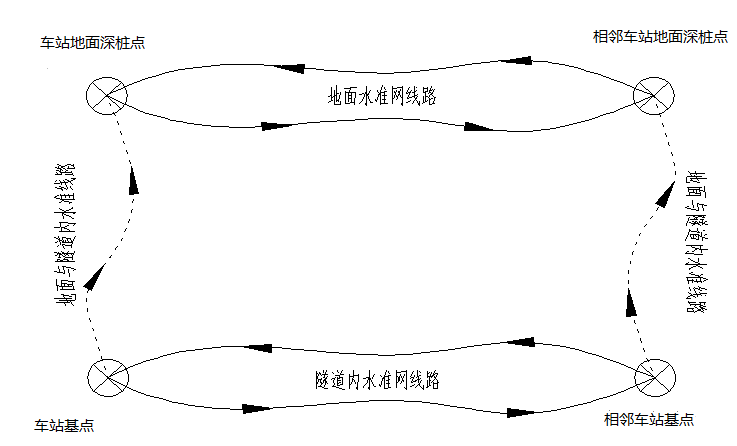 车站地面深桩点
相邻车站地面深桩点
地面水准网线路
地面与隧道内水准线路
地面与隧道内水准线路
隧道内水准网线路
车站基点
相邻车站基点